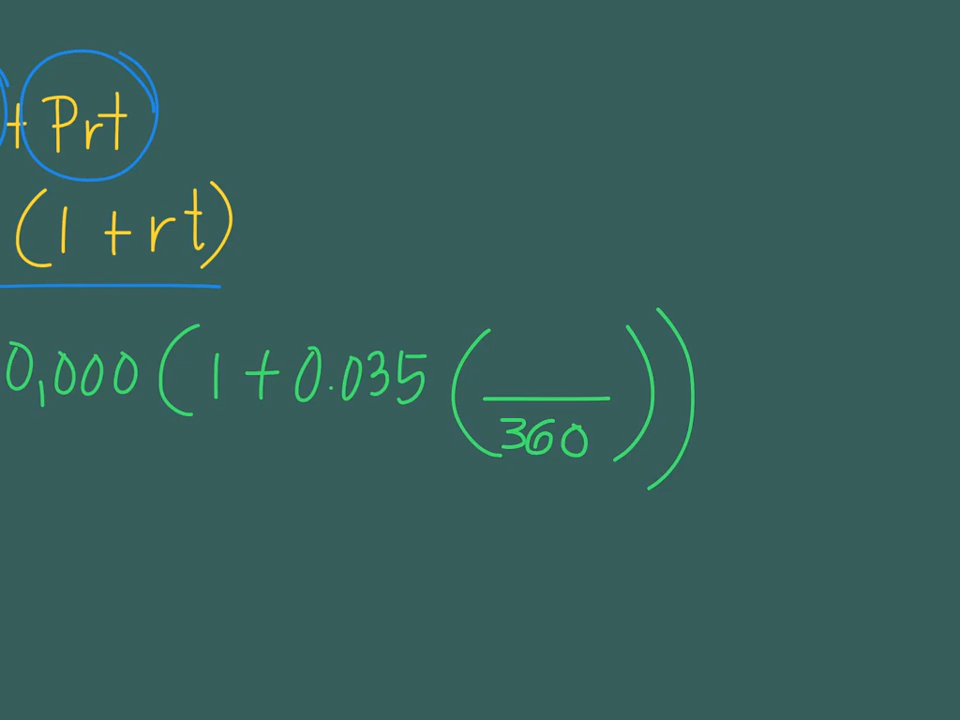 + Prt
(1 + rt)
0,000 (1 + 0.035 (/360))